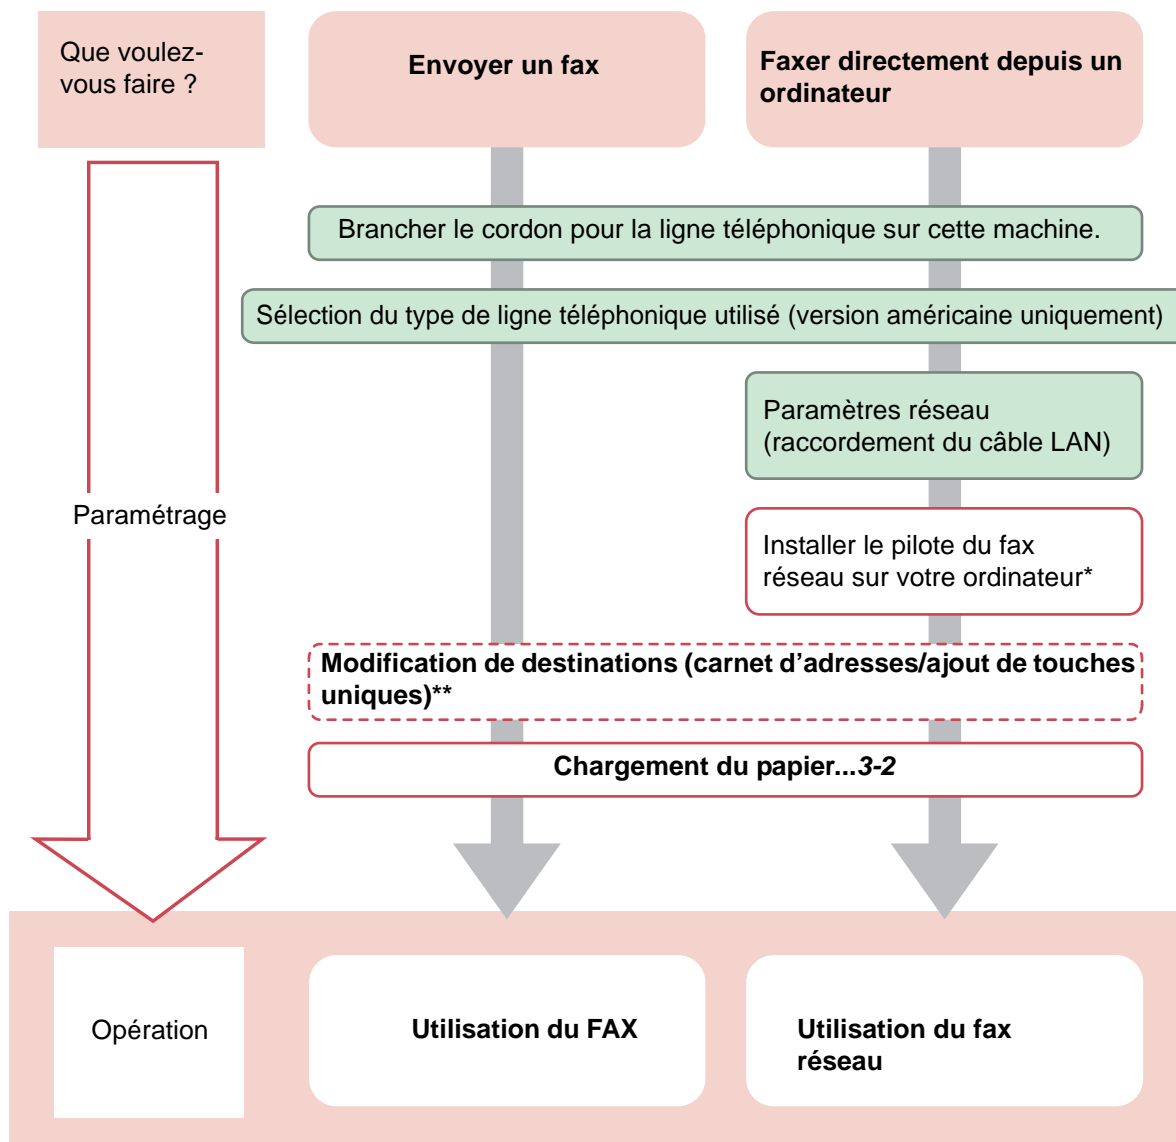 Que voulez-
vous faire ?
Envoyer un fax
Faxer directement depuis un
ordinateur
Brancher le cordon pour la ligne téléphonique sur cette machine.
Sélection du type de ligne téléphonique utilisé (version américaine uniquement)
Paramètres réseau
(raccordement du câble LAN)
Paramétrage
Installer le pilote du fax
réseau sur votre ordinateur*
Modification de destinations (carnet d’adresses/ajout de touches
uniques)**
Chargement du papier...3-2
Opération
Utilisation du FAX
Utilisation du fax
réseau